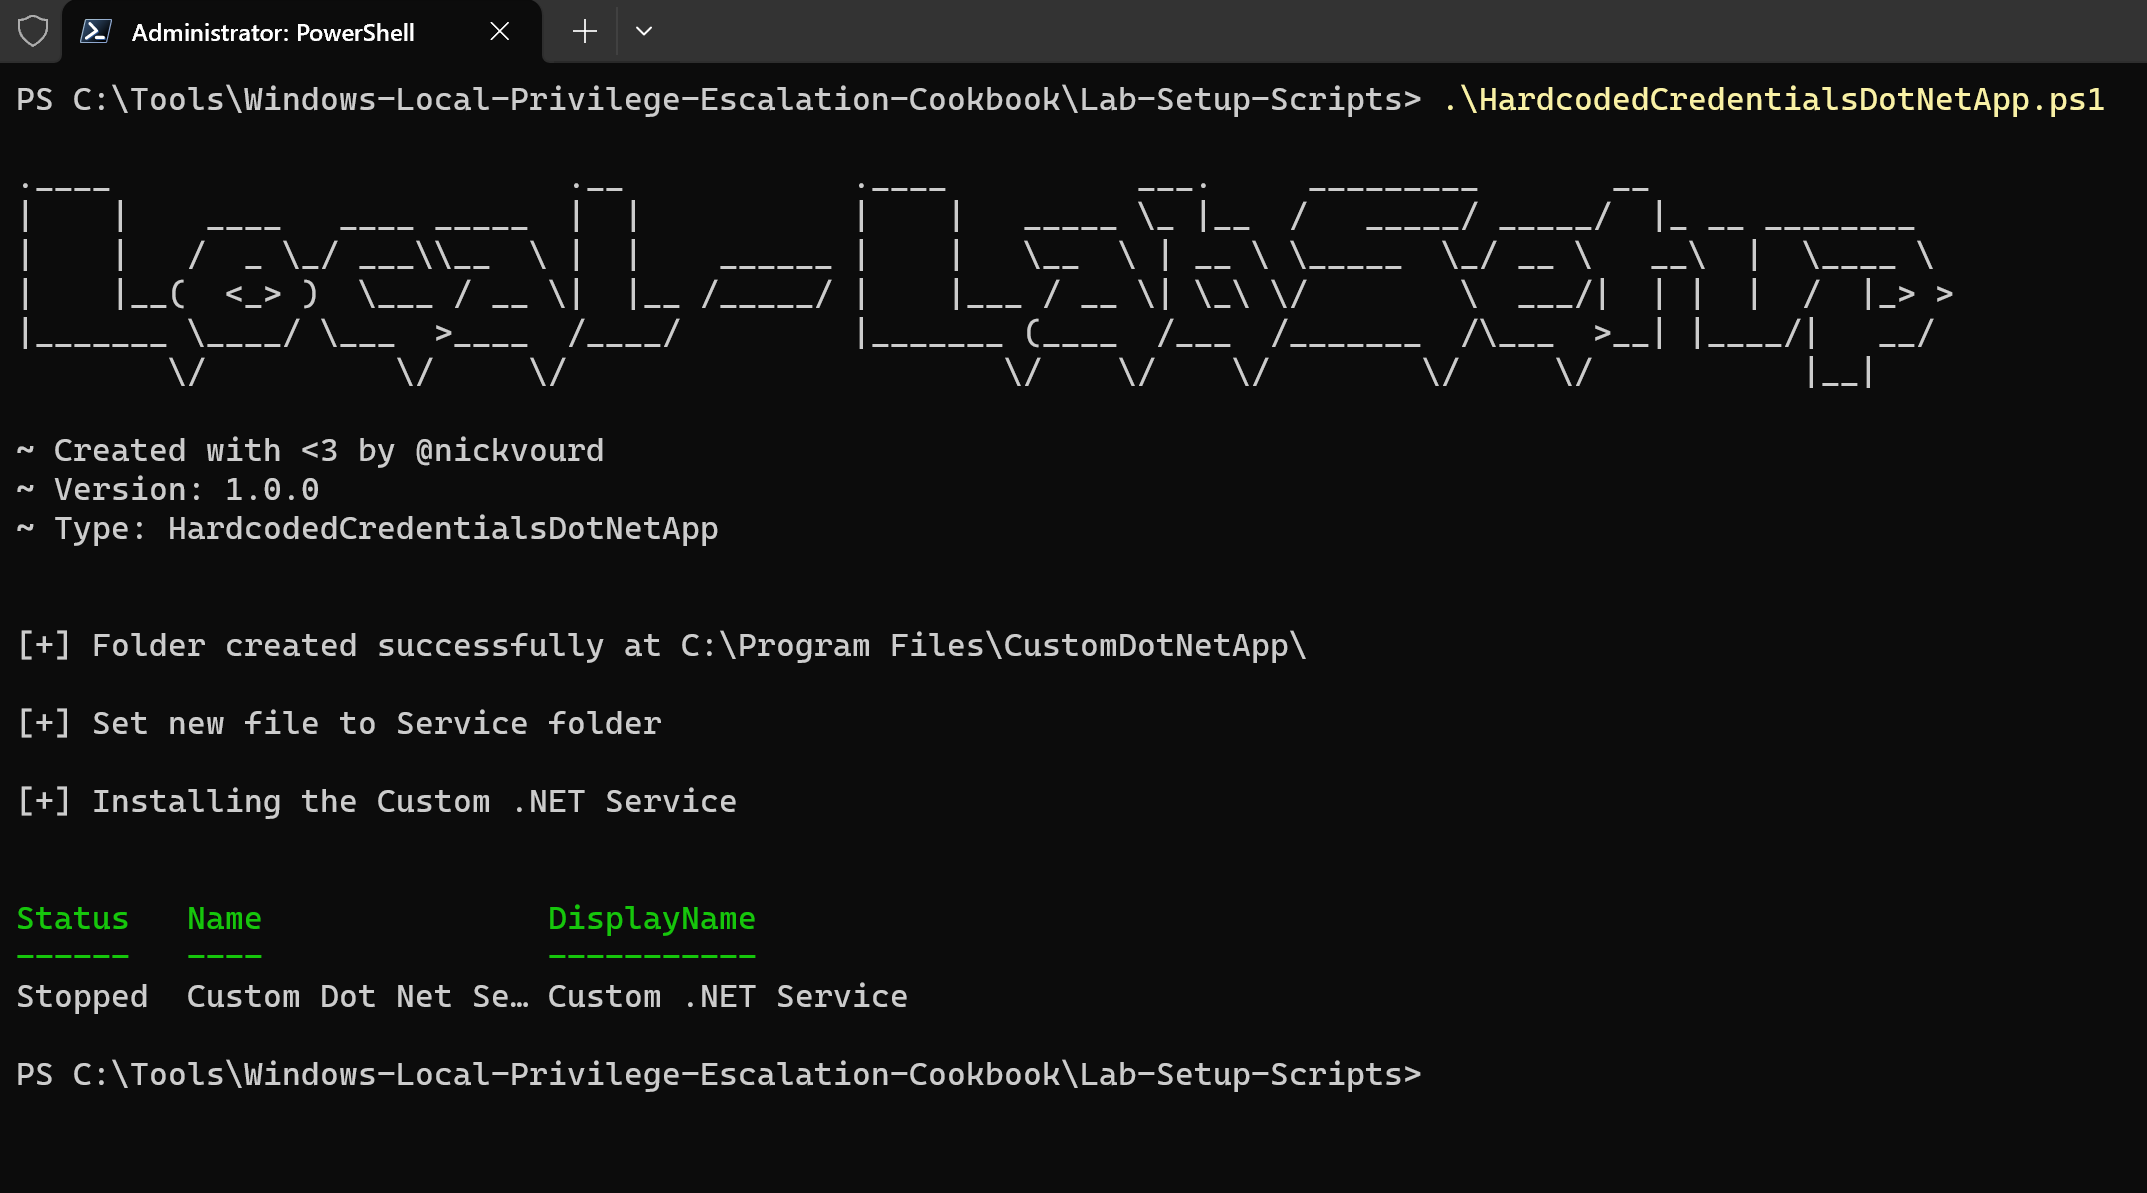 Administrator: PowerShell
PS C:\Tools\Windows-Local-Privilege-Escalation-Cookbook\Lab-Setup-Scripts> .\HardcodedCredentialsDotNetApp.ps1
Local-LabSetup
~ Created with <3 by @nickvourd
~ Version: 1.0.0
~ Type: HardcodedCredentialsDotNetApp
[+] Folder created successfully at C:\Program Files\CustomDotNetApp\
[+] Set new file to Service folder
[+] Installing the Custom .NET Service
Status   Name               DisplayName
------   ----               -----------
Stopped  Custom Dot Net Se… Custom .NET Service
PS C:\Tools\Windows-Local-Privilege-Escalation-Cookbook\Lab-Setup-Scripts>